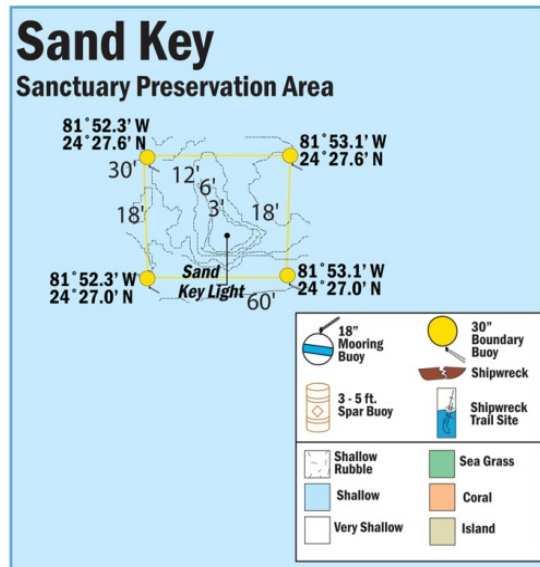 Sand Key
Sanctuary Preservation Area
81°52.3' W
24°27.6' N
81°53.1' W
24°27.6' N
30'
12'
6'
3'
18'
18'
81°52.3' W
24°27.0' N
Sand
Key Light
81°53.1' W
24°27.0' N
60'
18"
Mooring
Buoy
30"
Boundary
Buoy
Shipwreck
3 - 5 ft.
Spar Buoy
Shipwreck
Trail Site
Shallow
Rubble
Sea Grass
Shallow
Coral
Very Shallow
Island